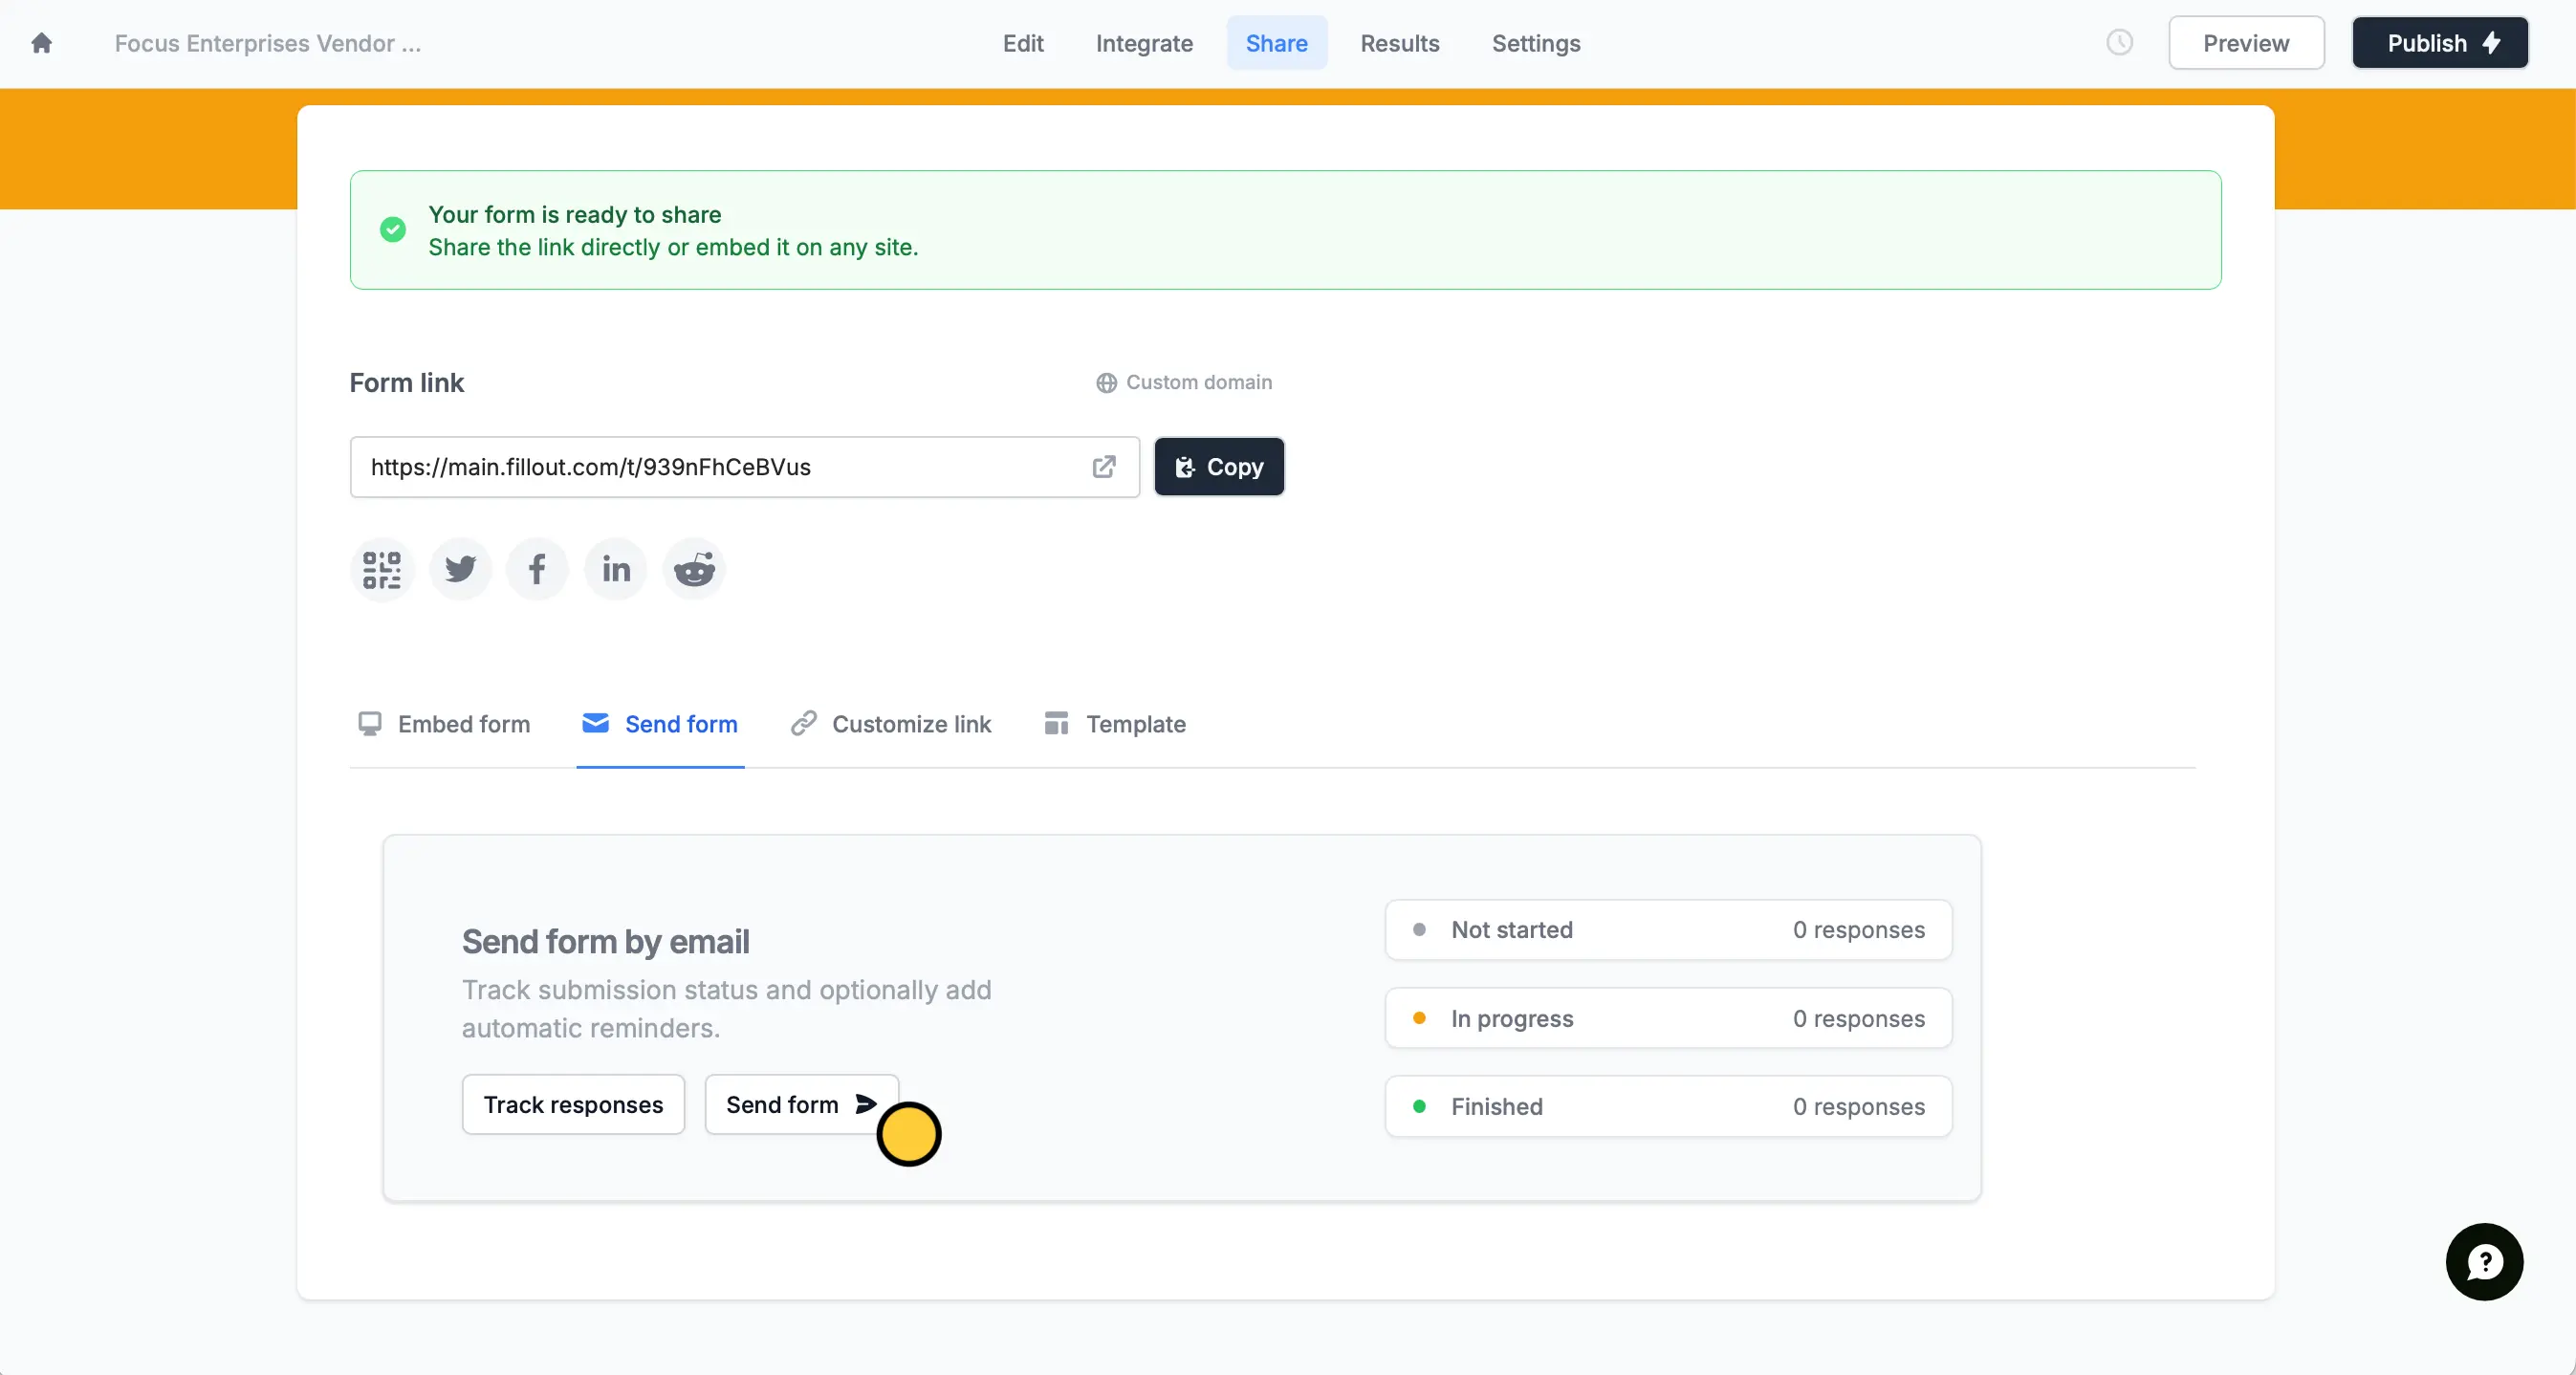 Focus Enterprises Vendor ...
Edit
Integrate
Share
Results
Settings
Preview
Publish
Your form is ready to share
Share the link directly or embed it on any site.
Form link
Custom domain
https://main.fillout.com/t/939nFhCeBVus
Copy
Embed form
Send form
Customize link
Template
Send form by email
Track submission status and optionally add
automatic reminders.
Track responses
Send form
Not started
0 responses
In progress
0 responses
Finished
0 responses